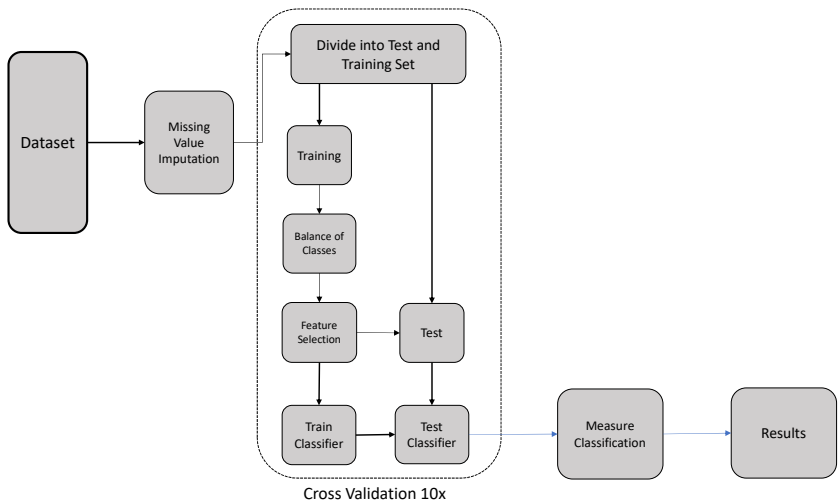 Dataset
Missing
Value
Imputation
Divide into Test and
Training Set
Training
Balance of
Classes
Feature
Selection
Test
Train
Classifier
Test
Classifier
Measure
Classification
Results
Cross Validation 10x